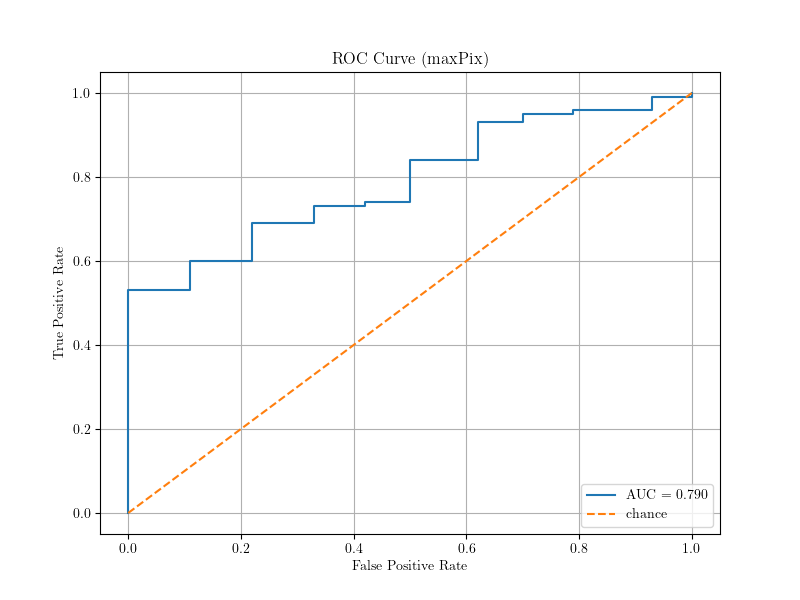 ROC Curve (maxPix)
True Positive Rate
1.0
0.8
0.6
0.4
0.2
0.0
AUC = 0.790
chance
0.0 0.2 0.4 0.6 0.8 1.0
False Positive Rate